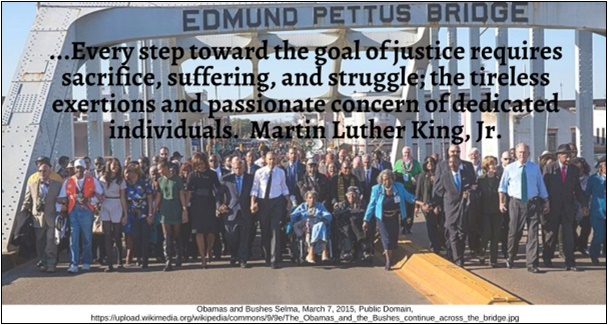 EDMUND PETTUS BRIDGE
...Every step toward the goal of justice requires
sacrifice, suffering, and struggle; the tireless
exertions and passionate concern of dedicated
individuals. Martin Luther King, Jr.
Obamas and Bushes Selma, March 7, 2015, Public Domain,
https://upload.wikimedia.org/wikipedia/commons/9/9e/The_Obamas_and_the_Bushes_continue_across_the_bridge.jpg